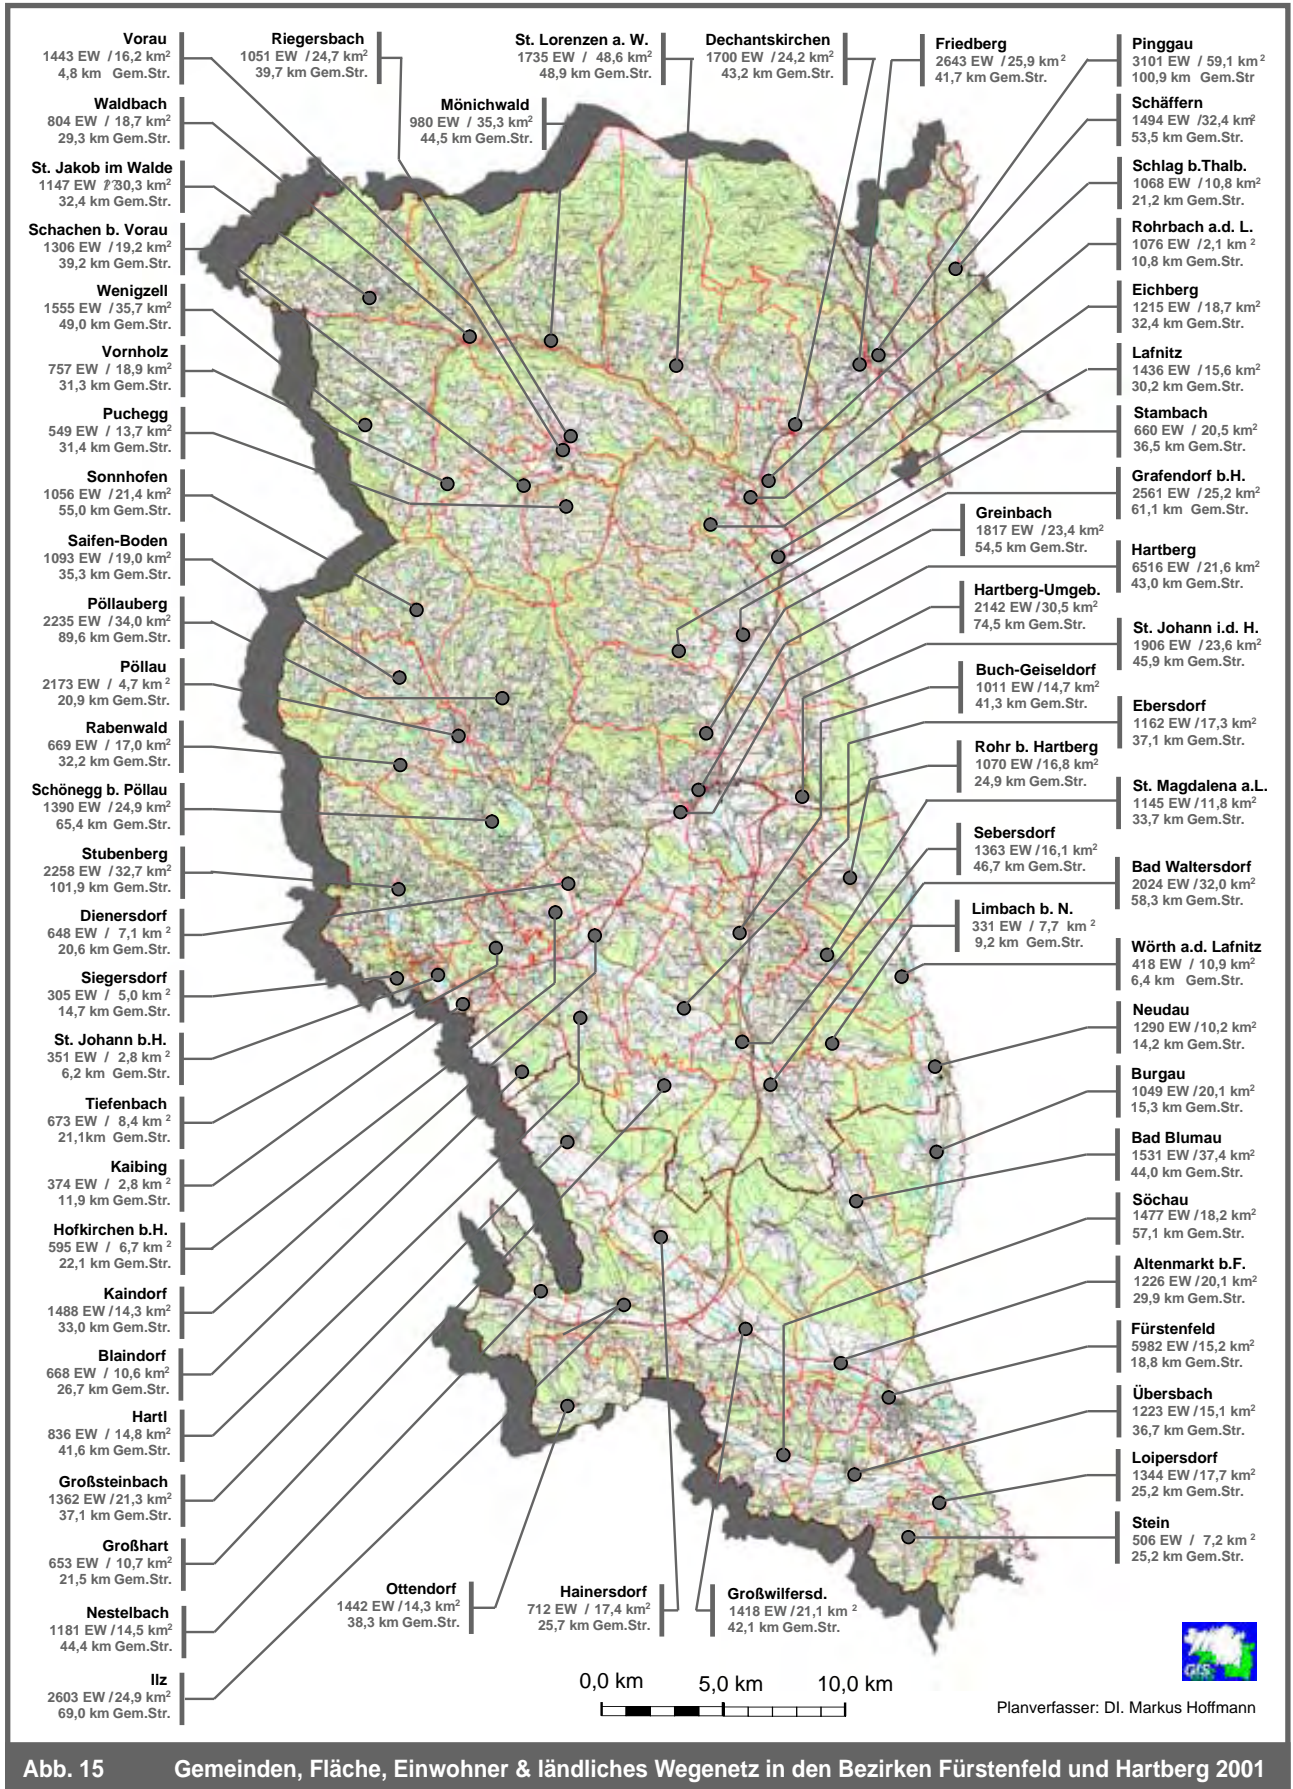 Vorau
1443 EW / 16,2 km²
4,8 km Gem.Str.
Waldbach
804 EW / 18,7 km²
29,3 km Gem.Str.
St. Jakob im Walde
1147 EW 30,3 km²
32,4 km Gem.Str.
Schachen b. Vorau
1306 EW / 19,2 km²
39,2 km Gem.Str.
Wenigzell
1555 EW / 35,7 km²
49,0 km Gem.Str.
Vornholz
757 EW / 18,9 km²
31,3 km Gem.Str.
Puchegg
549 EW / 13,7 km²
31,4 km Gem.Str.
Sonnhofen
1056 EW / 21,4 km²
55,0 km Gem.Str.
Saifen-Boden
1093 EW / 19,0 km²
35,3 km Gem.Str.
Pöllauberg
2235 EW / 34,0 km²
89,6 km Gem.Str.
Pöllau
2173 EW / 4,7 km²
20,9 km Gem.Str.
Rabenwald
669 EW / 17,0 km²
32,2 km Gem.Str.
Schönegg b. Pöllau
1390 EW / 24,9 km²
65,4 km Gem.Str.
Stubenberg
2258 EW / 32,7 km²
101,9 km Gem.Str.
Dienersdorf
648 EW / 7,1 km²
20,6 km Gem.Str.
Siegersdorf
305 EW / 5,0 km²
14,7 km Gem.Str.
St. Johann b.H.
351 EW / 2,8 km²
6,2 km Gem.Str.
Tiefenbach
673 EW / 8,4 km²
21,1km Gem.Str.
Kaibing
374 EW / 2,8 km²
11,9 km Gem.Str.
Hofkirchen b.H.
595 EW / 6,7 km²
22,1 km Gem.Str.
Kaindorf
1488 EW / 14,3 km²
33,0 km Gem.Str.
Blaindorf
668 EW / 10,6 km²
26,7 km Gem.Str.
Hartl
836 EW / 14,8 km²
41,6 km Gem.Str.
Großsteinbach
1362 EW / 21,3 km²
37,1 km Gem.Str.
Großhart
653 EW / 10,7 km²
21,5 km Gem.Str.
Nestelbach
1181 EW / 14,5 km²
44,4 km Gem.Str.
Ilz
2603 EW / 24,9 km²
69,0 km Gem.Str.
Riegersbach
1051 EW / 24,7 km²
39,7 km Gem.Str.
Mönichwald
980 EW / 35,3 km²
44,5 km Gem.Str.
St. Lorenzen a. W.
1735 EW / 48,6 km²
48,9 km Gem.Str.
Dechantskirchen
1700 EW / 24,2 km²
43,2 km Gem.Str.
Friedberg
2643 EW / 25,9 km²
41,7 km Gem.Str.
Pinggau
3101 EW / 59,1 km²
100,9 km Gem.Str
Schäffern
1494 EW / 32,4 km²
53,5 km Gem.Str.
Schlag b.Thalb.
1068 EW / 10,8 km²
21,2 km Gem.Str.
Rohrbach a.d. L.
1076 EW / 2,1 km²
10,8 km Gem.Str.
Eichberg
1215 EW / 18,7 km²
32,4 km Gem.Str.
Lafnitz
1436 EW / 15,6 km²
30,2 km Gem.Str.
Stambach
660 EW / 20,5 km²
36,5 km Gem.Str.
Grafendorf b.H.
2561 EW / 25,2 km²
61,1 km Gem.Str.
Greinbach
1817 EW / 23,4 km²
54,5 km Gem.Str.
Hartberg
6516 EW / 21,6 km²
43,0 km Gem.Str.
Hartberg-Umgeb.
2142 EW / 30,5 km²
74,5 km Gem.Str.
St. Johann i.d. H.
1906 EW / 23,6 km²
45,9 km Gem.Str.
Buch-Geiseldorf
1011 EW / 14,7 km²
41,3 km Gem.Str.
Ebersdorf
1162 EW / 17,3 km²
37,1 km Gem.Str.
Rohr b. Hartberg
1070 EW / 16,8 km²
24,9 km Gem.Str.
St. Magdalena a.L.
1145 EW / 11,8 km²
33,7 km Gem.Str.
Sebersdorf
1363 EW / 16,1 km²
46,7 km Gem.Str.
Bad Waltersdorf
2024 EW / 32,0 km²
58,3 km Gem.Str.
Limbach b. N.
331 EW / 7,7 km²
9,2 km Gem.Str.
Wörth a.d. Lafnitz
418 EW / 10,9 km²
6,4 km Gem.Str.
Neudau
1290 EW / 10,2 km²
14,2 km Gem.Str.
Burgau
1049 EW / 20,1 km²
15,3 km Gem.Str.
Bad Blumau
1531 EW / 37,4 km²
44,0 km Gem.Str.
Söchau
1477 EW / 18,2 km²
57,1 km Gem.Str.
Altenmarkt b.F.
1226 EW / 20,1 km²
29,9 km Gem.Str.
Fürstenfeld
5982 EW / 15,2 km²
18,8 km Gem.Str.
Übersbach
1223 EW / 15,1 km²
36,7 km Gem.Str.
Loipersdorf
1344 EW / 17,7 km²
25,2 km Gem.Str.
Stein
506 EW / 7,2 km²
25,2 km Gem.Str.
Ottendorf
1442 EW / 14,3 km²
38,3 km Gem.Str.
Hainersdorf
712 EW / 17,4 km²
25,7 km Gem.Str.
Großwilfersd.
1418 EW / 21,1 km²
42,1 km Gem.Str.
0,0 km 5,0 km 10,0 km
GIS
Planverfasser: DI. Markus Hoffmann
Abb. 15 Gemeinden, Fläche, Einwohner & ländliches Wegenetz in den Bezirken Fürstenfeld und Hartberg 2001